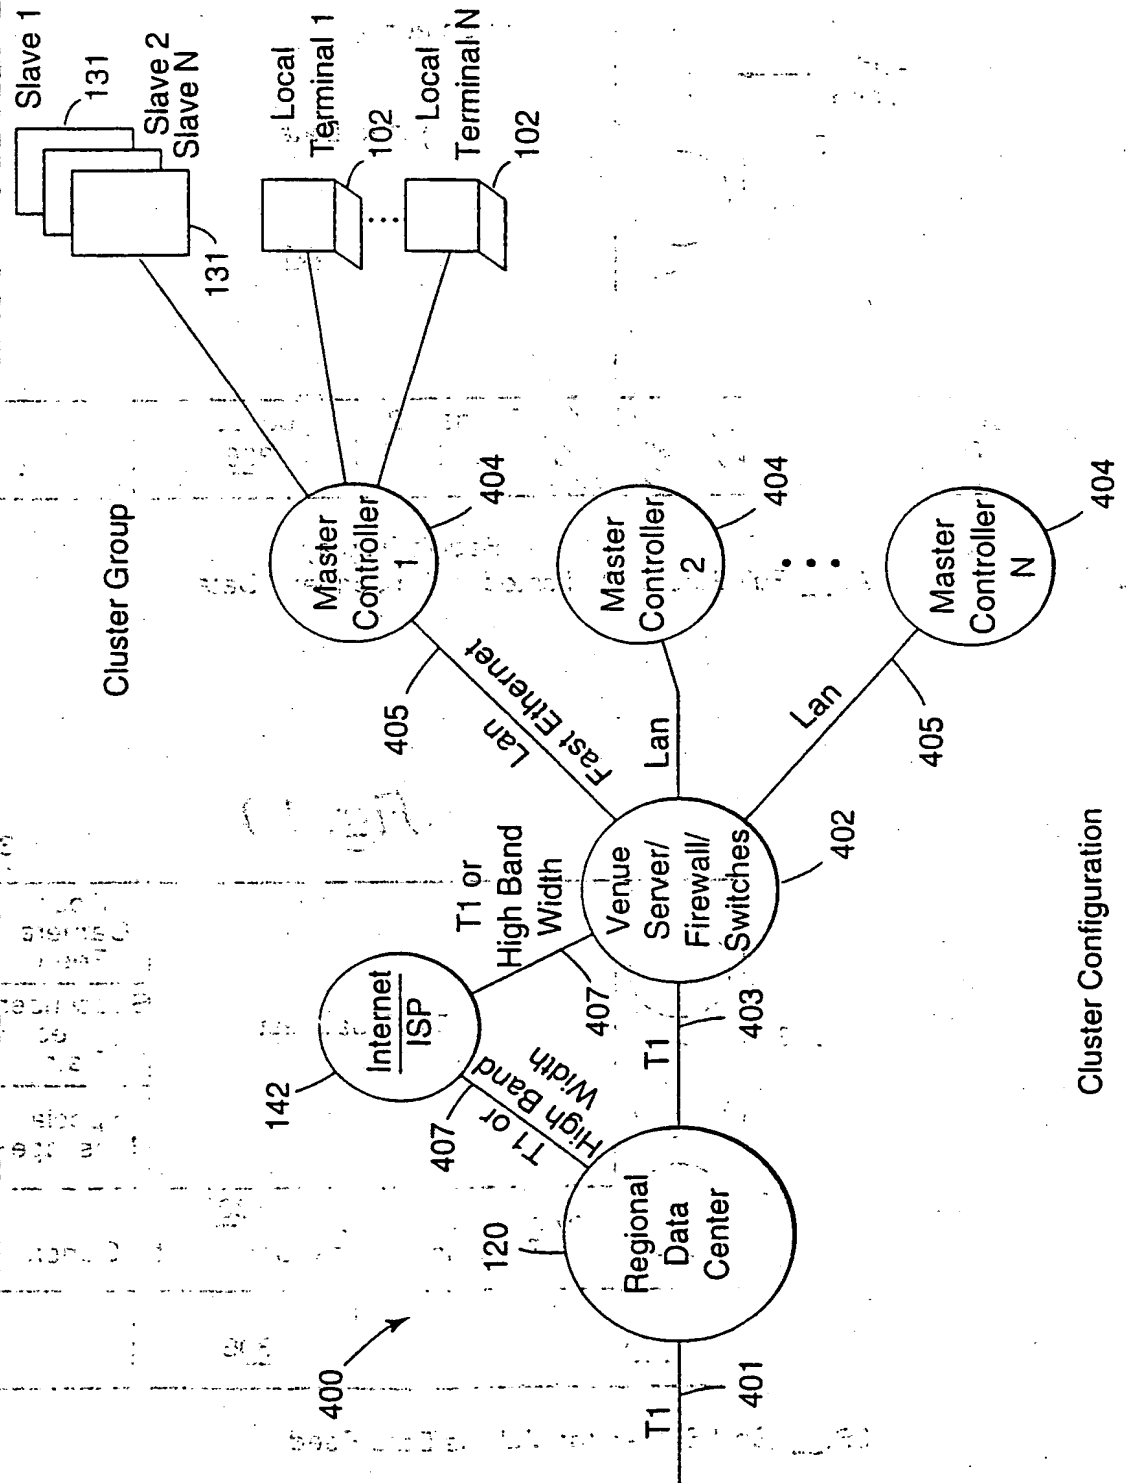 Cluster Group
Slave 1
131
Slave 2
Slave N
131
Local
Terminal 1
102
Local
Terminal N
102
Master
Controller
1
404
Master
Controller
2
404
Master
Controller
N
404
405
Lan
Fast Ethernet
Lan
Lan
405
T1 or
High Band
Width
407
Venue
Server/
Firewall/
Switches
402
142
Internet
ISP
407
T1 or
High Band
Width
T1
403
120
Regional
Data
Center
400
T1
401
Cluster Configuration